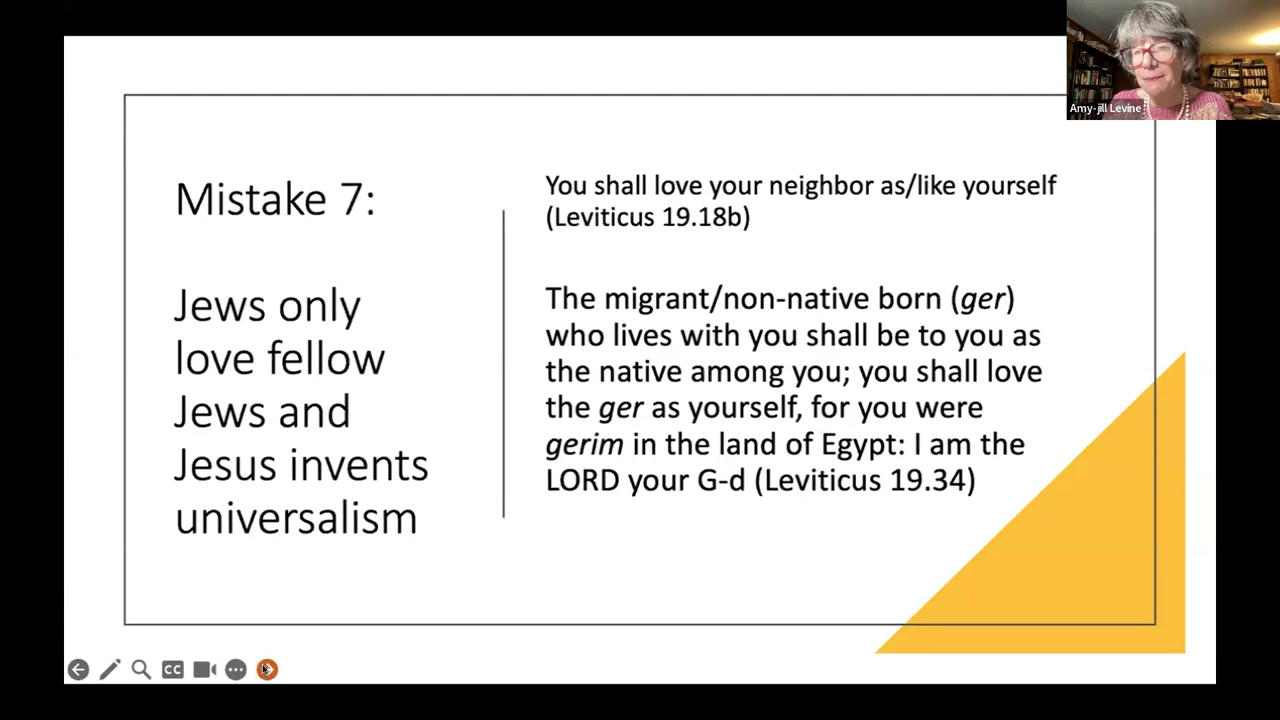 Mistake 7:
Jews only
love fellow
Jews and
Jesus invents
universalism
You shall love your neighbor as/like yourself
(Leviticus 19.18b)
The migrant/non-native born (ger)
who lives with you shall be to you as
the native among you; you shall love
the ger as yourself, for you were
gerim in the land of Egypt: I am the
LORD your G-d (Leviticus 19.34)
Amy-jill Levine
CC